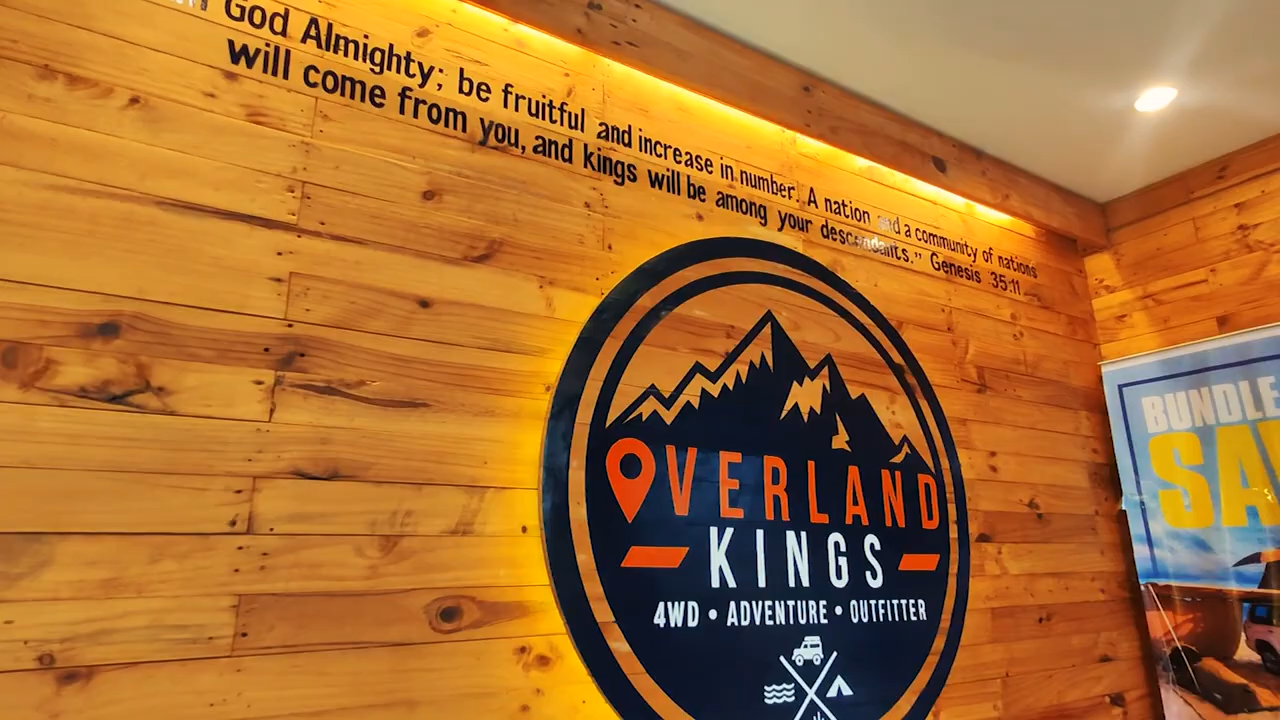 God Almighty; be fruitful and increase in number. A nation and a community of nations
will come from you, and kings will be among your descendants." Genesis 35:11
OVERLAND
KINGS
4WD • ADVENTURE • OUTFITTER
BUNDLE